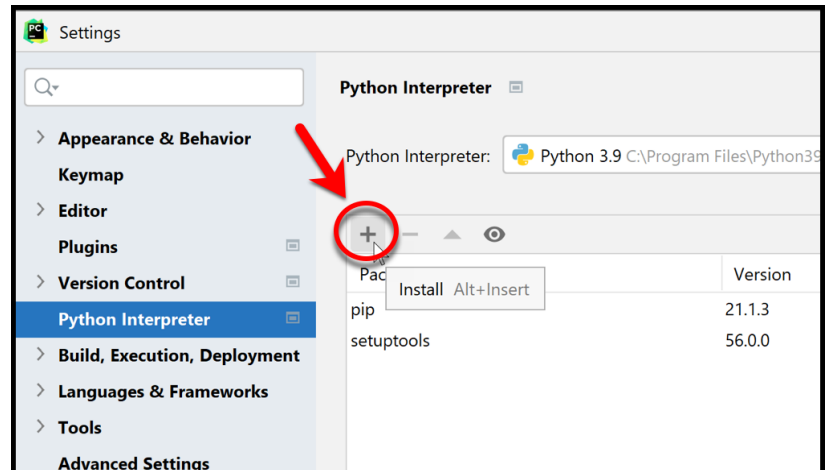 PC
Settings
Python Interpreter
Appearance & Behavior
Python Interpreter: Python 3.9 C:\Program Files\Python39
Keymap
Editor
Plugins
Version Control
Pac Version
Install Alt+Insert
Python Interpreter
pip 21.1.3
setuptools 56.0.0
Build, Execution, Deployment
Languages & Frameworks
Tools
Advanced Settings